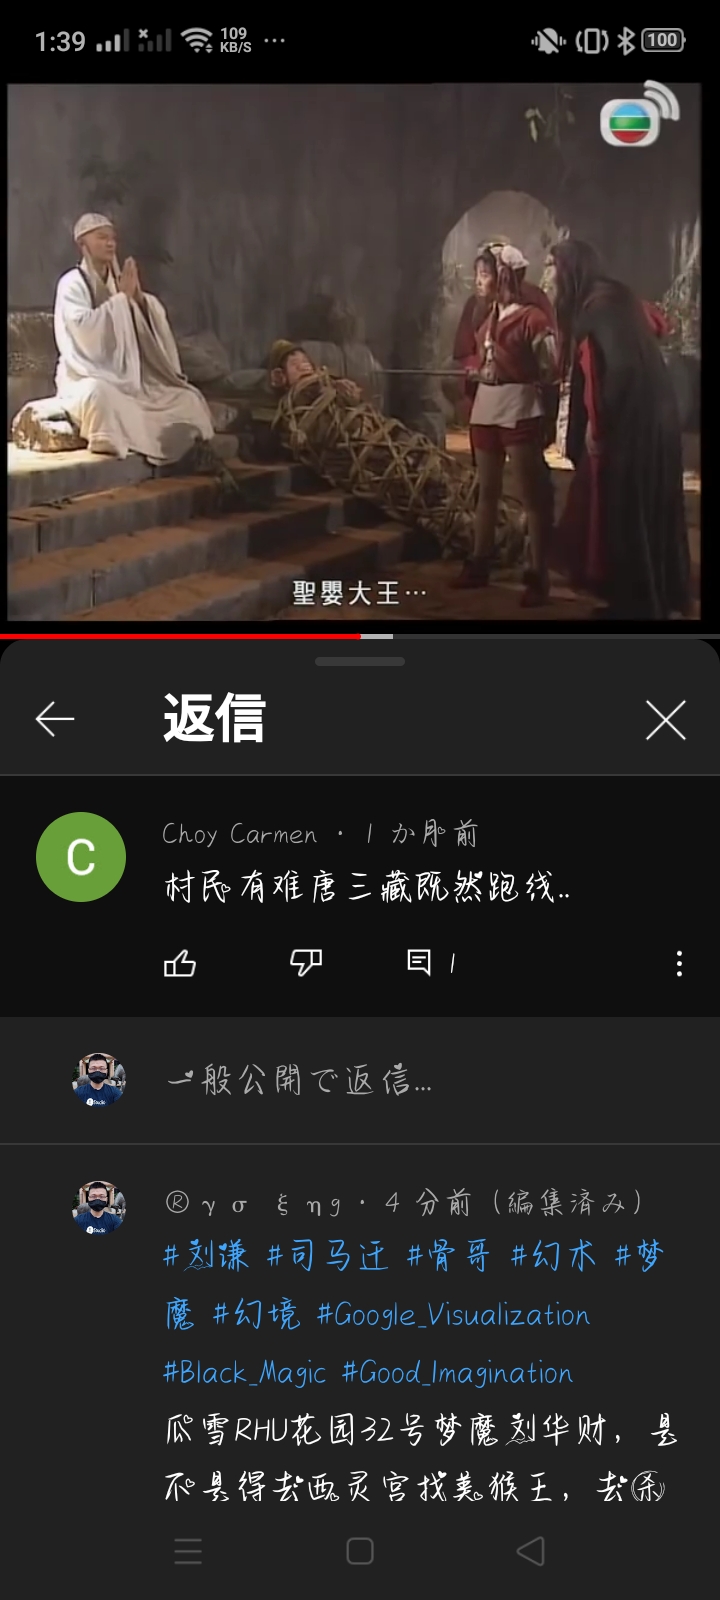 1:39
109
KB/S
100
聖嬰大王…
返信
C
Choy Carmen · 1 か月前
村民有难唐三藏既然跑线..
1
一般公開で返信...
®γσ ξηg · 4 分前（編集済み）
#刘谦 #司马迁 #骨哥 #幻术 #梦
魔 #幻境 #Google_Visualization
#Black_Magic #Good_Imagination
瓜雪RHU花园32号梦魔刘华财，是
不是得去西灵宫找美猴王，去㊍